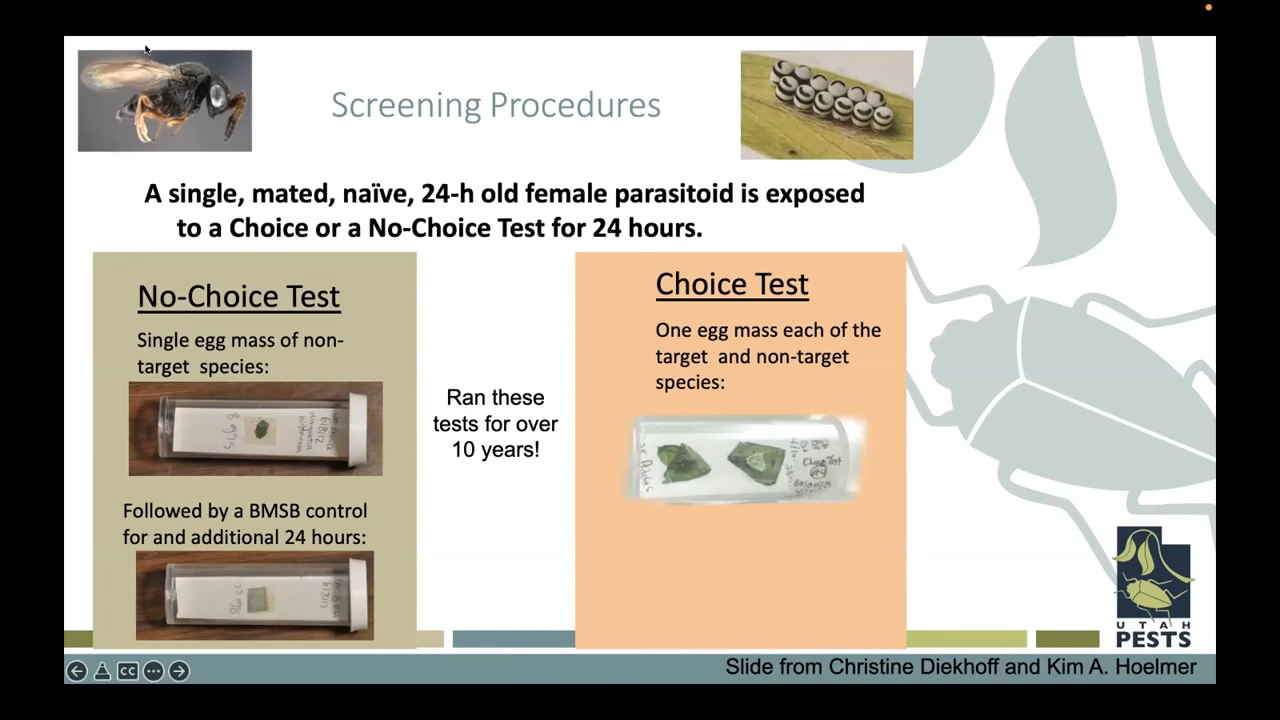 Screening Procedures
A single, mated, naïve, 24-h old female parasitoid is exposed
to a Choice or a No-Choice Test for 24 hours.
No-Choice Test
Single egg mass of non-
target species:
Followed by a BMSB control
for and additional 24 hours:
Ran these
tests for over
10 years!
Choice Test
One egg mass each of the
target and non-target
species:
UTAH
PESTS
CC
Slide from Christine Diekhoff and Kim A. Hoelmer